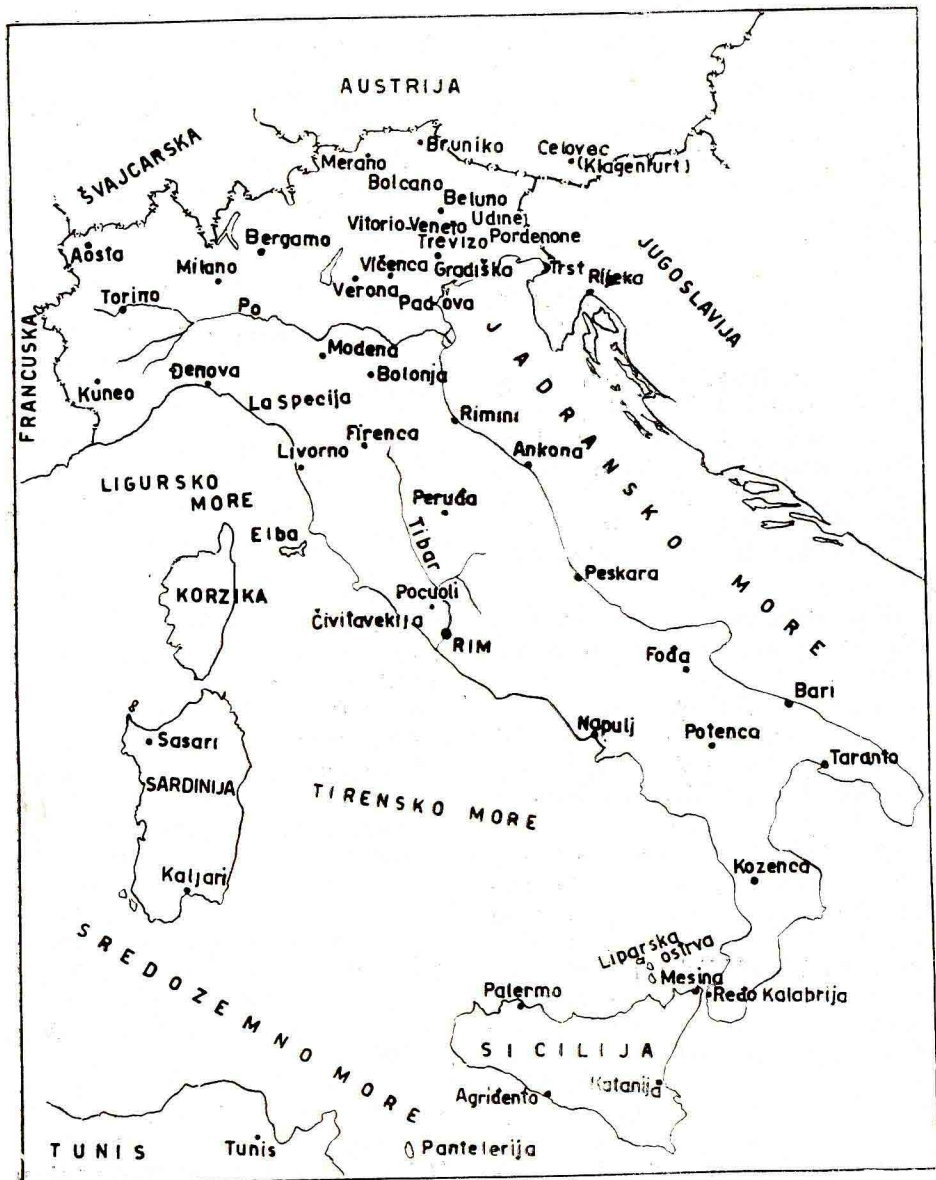 AUSTRIJA
ŠVAJCARSKA
Bruniko
Merano
Celovec
(Klagenfurt)
Bolcano
Beluno
Udine
Vitorio-Veneto
Trevizo
Pordenone
Aosta
Bergamo
Milano
Vićenca
Gradiška
Trst
Rijeka
JUGOSLAVIJA
Torino
Verona
Padova
Po
FRANCUSKA
Modena
Bolonja
Kuneo
Đenova
La Specija
Rimini
JADRANSKO MORE
Firenca
Livorno
Ankona
LIGURSKO
MORE
Peruđa
Elba
Tibar
Peskara
KORZIKA
Pocuoli
Čivitavekija
RIM
Fođa
Bari
Napulj
Potenca
Sasari
Taranto
SARDINIJA
TIRENSKO MORE
Kaljari
Kozenca
SREDOZEMNO MORE
Liparska
ostrva
Mesina
Palermo
Ređo Kalabrija
SICILIJA
Agriđento
Katanija
TUNIS
Tunis
Pantelerija